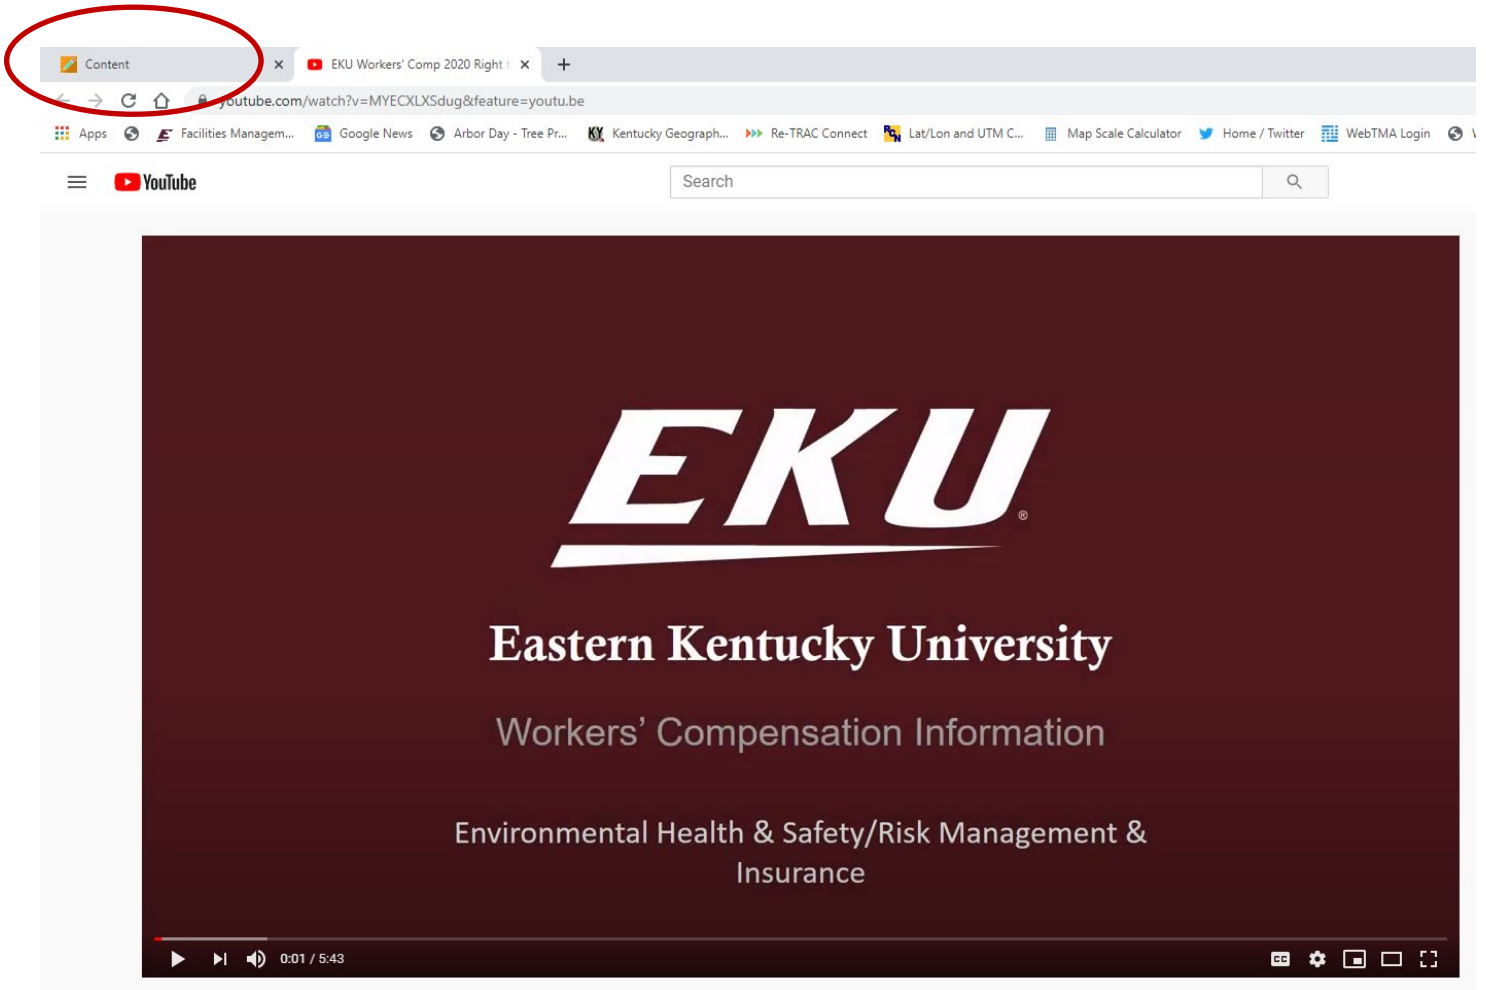 Content
EKU Workers' Comp 2020 Right
youtube.com/watch?v=MYECXLXSdug&feature=youtu.be
Apps Facilities Managem... Google News Arbor Day - Tree Pr... KY Kentucky Geograph... Re-TRAC Connect RCN Lat/Lon and UTM C... Map Scale Calculator Home / Twitter WebTMA Login
YouTube Search
EKU®
Eastern Kentucky University
Workers' Compensation Information
Environmental Health & Safety/Risk Management &
Insurance
0:01 / 5:43 CC